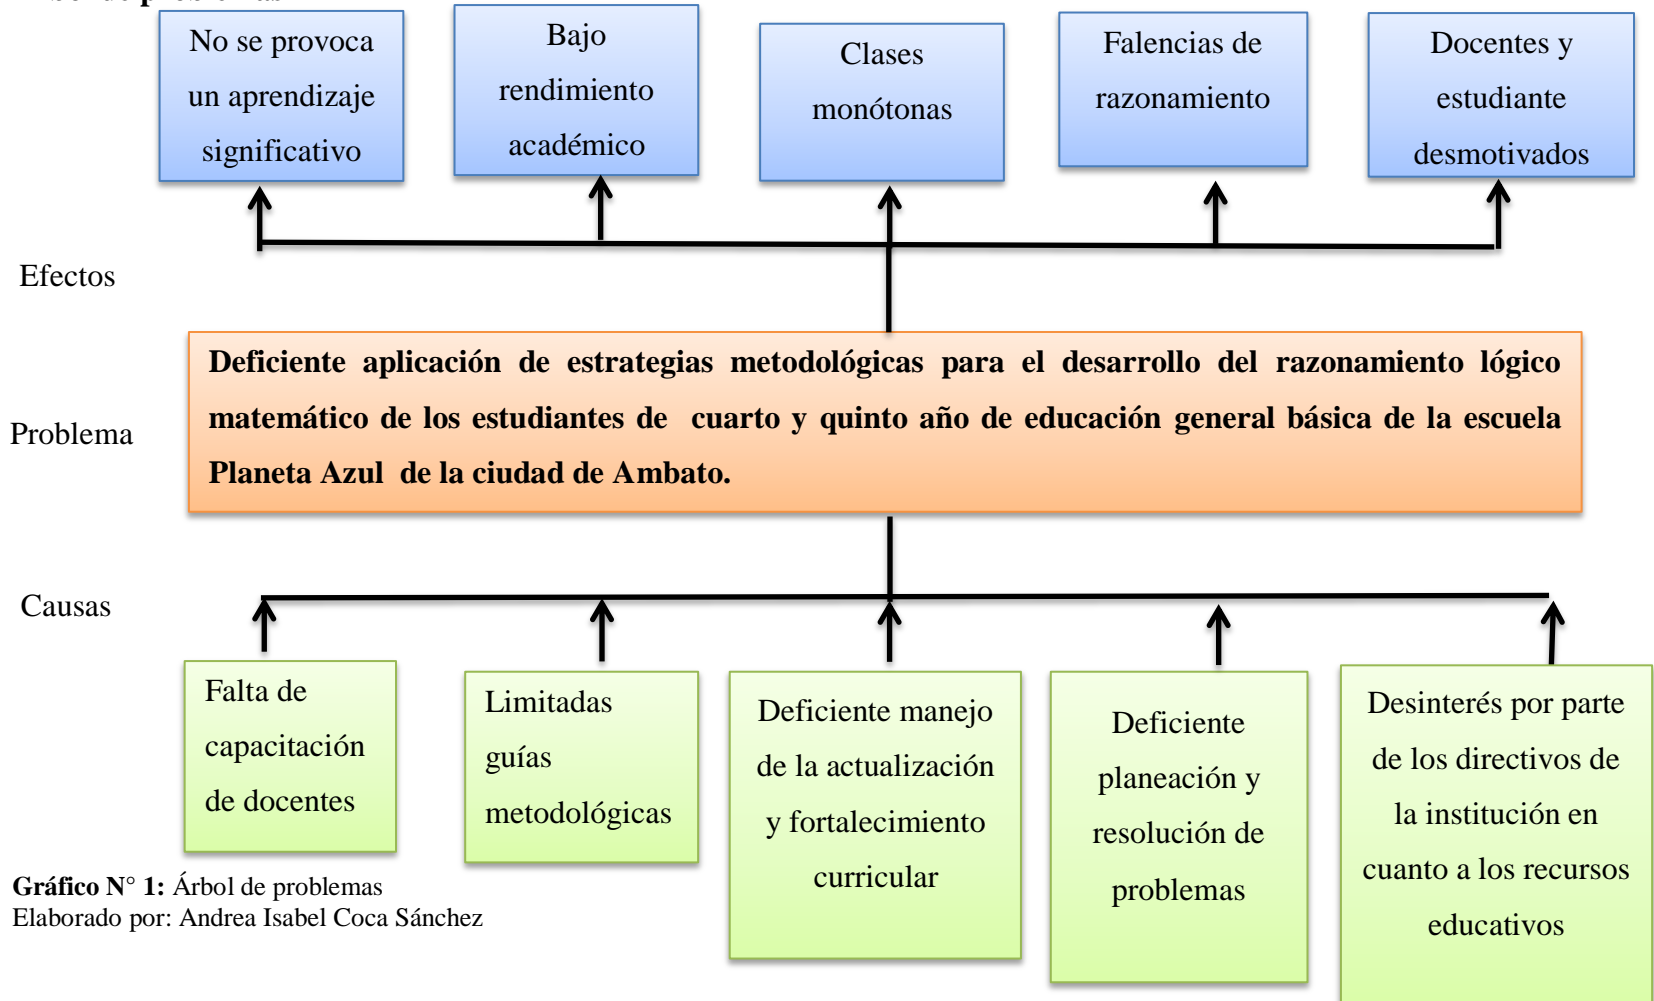 de problemas
No se provoca
un aprendizaje
significativo
Bajo
rendimiento
académico
Clases
monótonas
Falencias de
razonamiento
Docentes y
estudiante
desmotivados
Efectos
Problema
Deficiente aplicación de estrategias metodológicas para el desarrollo del razonamiento lógico
matemático de los estudiantes de cuarto y quinto año de educación general básica de la escuela
Planeta Azul de la ciudad de Ambato.
Causas
Falta de
capacitación
de docentes
Limitadas
guías
metodológicas
Deficiente manejo
de la actualización
y fortalecimiento
curricular
Deficiente
planeación y
resolución de
problemas
Desinterés por parte
de los directivos de
la institución en
cuanto a los recursos
educativos
Gráfico N° 1: Árbol de problemas
Elaborado por: Andrea Isabel Coca Sánchez